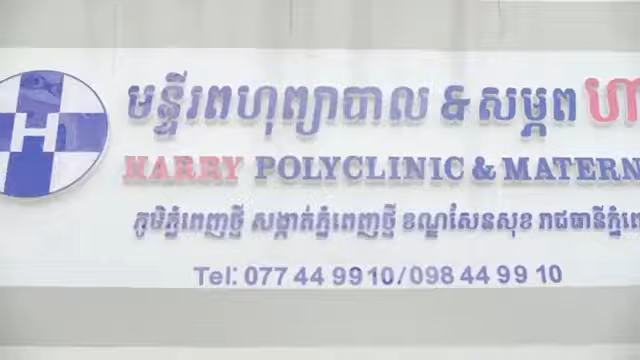 H
មន្ទីរពហុព្យាបាល & សម្ភព ហា
HARRY POLYCLINIC & MATERN
ភូមិភ្នំពេញថ្មី សង្កាត់ភ្នំពេញថ្មី ខណ្ឌសែនសុខ រាជធានីភ្នំពេ
Tel: 077 44 99 10/098 44 99 10